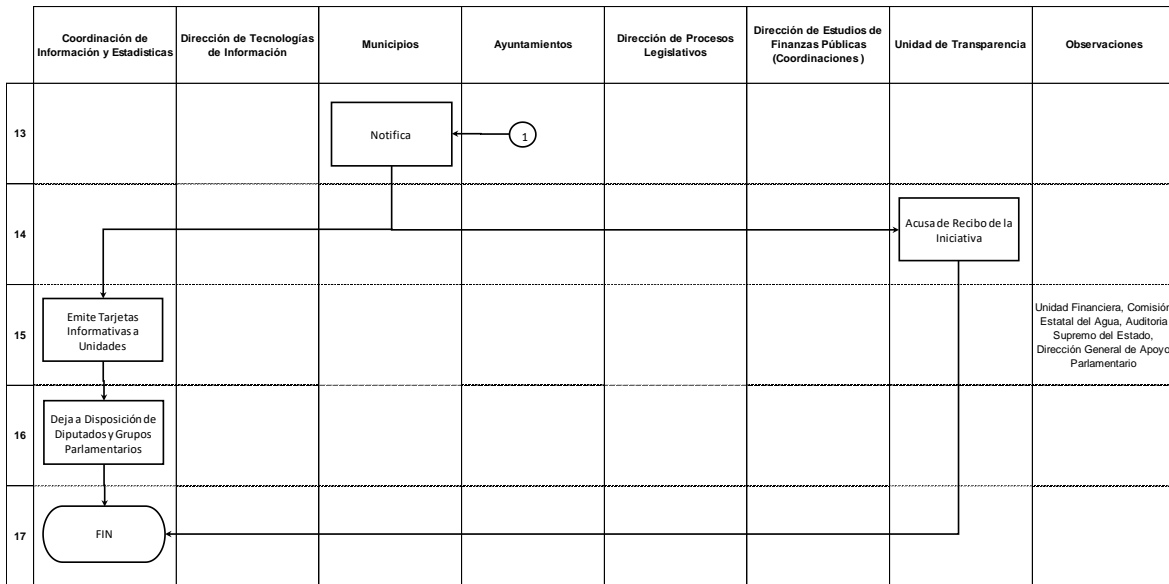 Coordinación de
Información y Estadisticas
Dirección de Tecnologías
de Información
Municipios
Ayuntamientos
Dirección de Procesos
Legislativos
Dirección de Estudios de
Finanzas Públicas
(Coordinaciones )
Unidad de Transparencia
Observaciones
13
Notifica
1
14
Acusa de Recibo de la
Iniciativa
15
Emite Tarjetas
Informativas a
Unidades
Unidad Financiera, Comisión
Estatal del Agua, Auditoria
Supremo del Estado,
Dirección General de Apoyo
Parlamentario
16
Deja a Disposición de
Diputados y Grupos
Parlamentarios
17
FIN